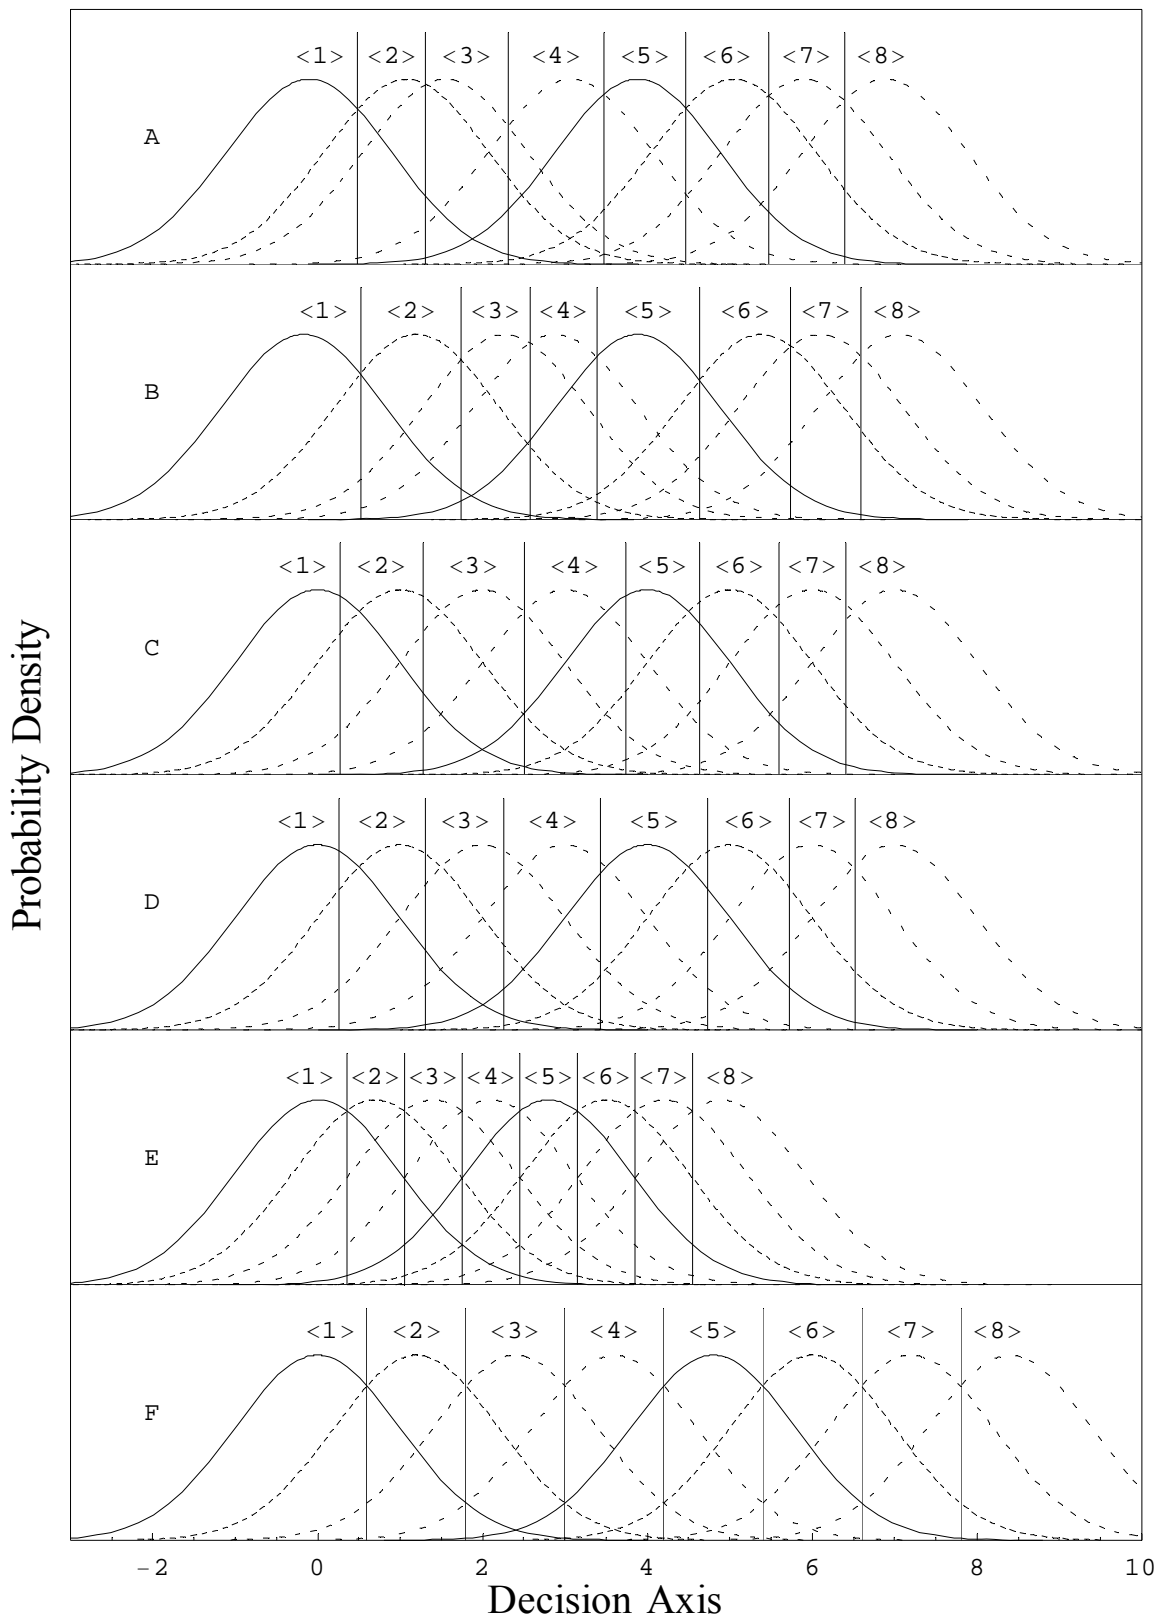 <1> <2> <3> <4> <5> <6> <7> <8>
A
<1> <2> <3> <4> <5> <6> <7> <8>
B
<1> <2> <3> <4> <5> <6> <7> <8>
C
<1> <2> <3> <4> <5> <6> <7> <8>
D
<1> <2> <3> <4> <5> <6> <7> <8>
E
<1> <2> <3> <4> <5> <6> <7> <8>
F
Probability Density
−2 0 2 4 6 8 10
Decision Axis